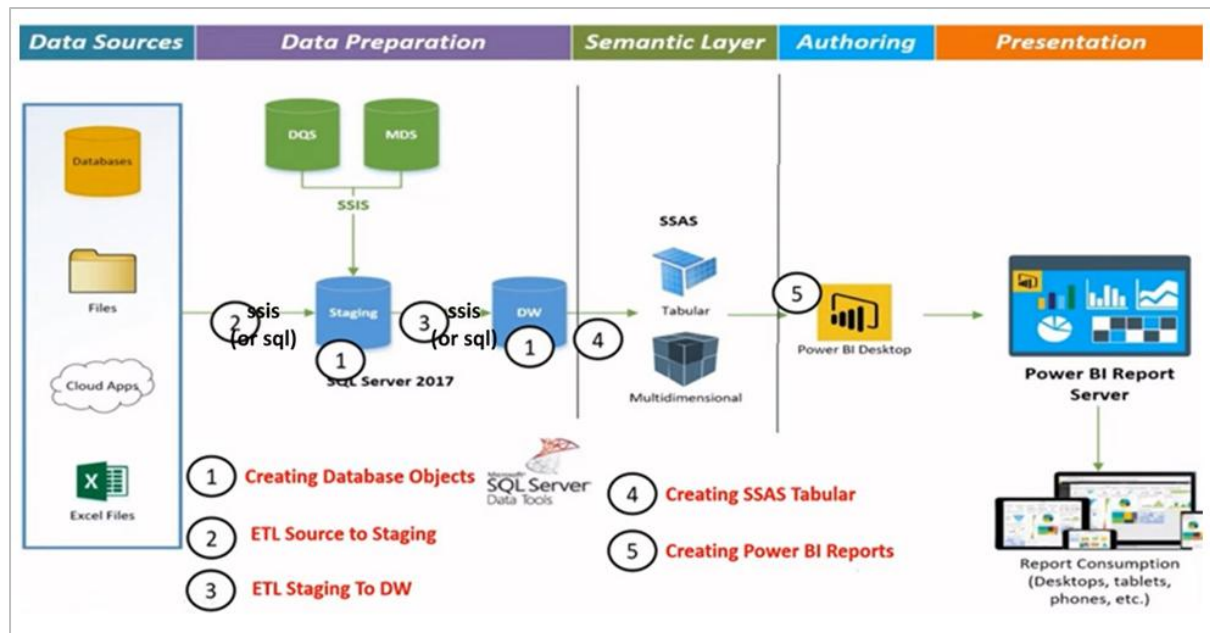 Data Sources
Data Preparation
Semantic Layer
Authoring
Presentation
Databases
Files
Cloud Apps
Excel Files
DQS
MDS
SSIS
2
ssis
(or sql)
Staging
1
3
ssis
(or sql)
DW
1
SQL Server 2017
4
SSAS
Tabular
Multidimensional
5
Power BI Desktop
Power BI Report
Server
Report Consumption
(Desktops, tablets,
phones, etc.)
1 Creating Database Objects
2 ETL Source to Staging
3 ETL Staging To DW
Microsoft
SQL Server
Data Tools
4 Creating SSAS Tabular
5 Creating Power BI Reports